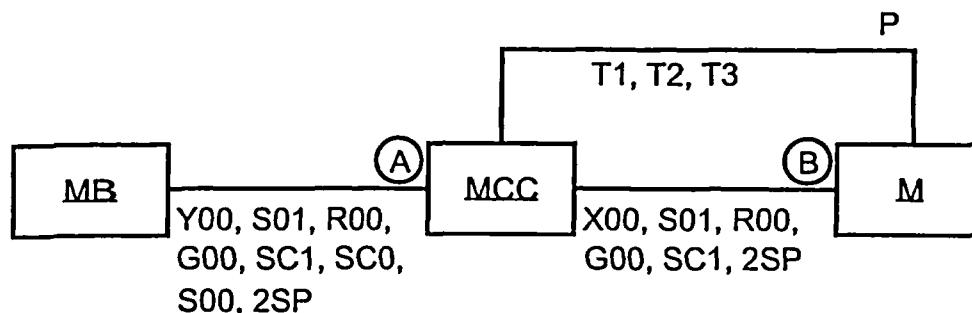 P
T1, T2, T3
MB
A
MCC
B
M
Y00, S01, R00,
G00, SC1, SC0,
S00, 2SP
X00, S01, R00,
G00, SC1, 2SP